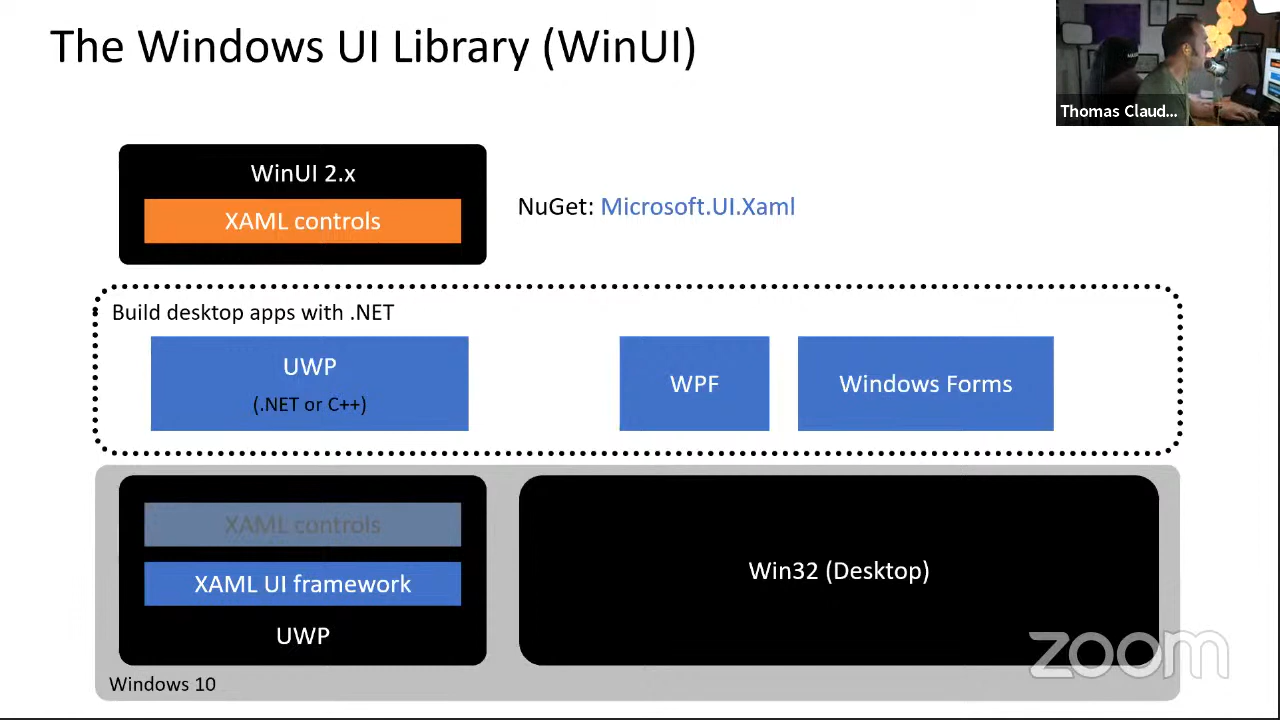 The Windows UI Library (WinUI)
Thomas Claud...
WinUI 2.x
XAML controls
NuGet: Microsoft.UI.Xaml
Build desktop apps with .NET
UWP
(.NET or C++)
WPF
Windows Forms
XAML controls
XAML UI framework
UWP
Win32 (Desktop)
Windows 10
zoom